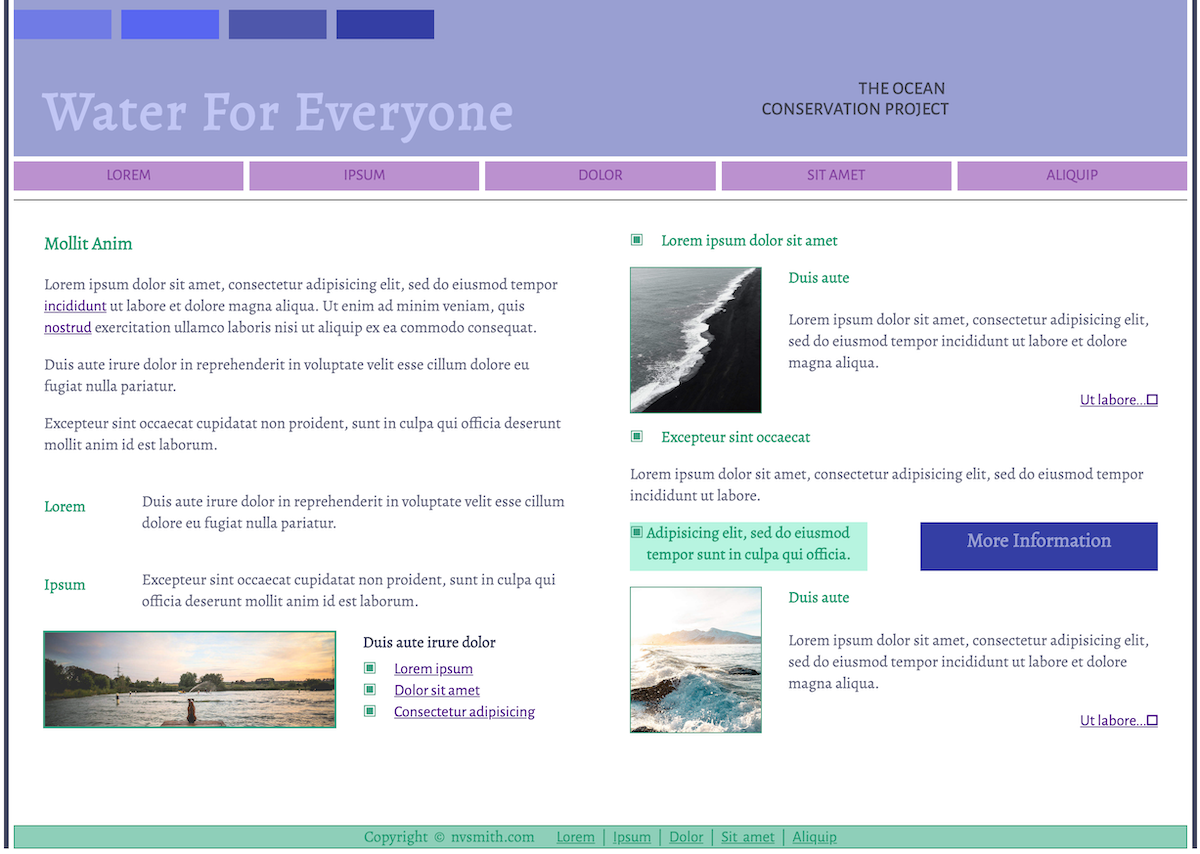 Water For Everyone
THE OCEAN
CONSERVATION PROJECT
LOREM
IPSUM
DOLOR
SIT AMET
ALIQUIP
Mollit Anim
Lorem ipsum dolor sit amet, consectetur adipisicing elit, sed do eiusmod tempor
incididunt ut labore et dolore magna aliqua. Ut enim ad minim veniam, quis
nostrud exercitation ullamco laboris nisi ut aliquip ex ea commodo consequat.
Duis aute irure dolor in reprehenderit in voluptate velit esse cillum dolore eu
fugiat nulla pariatur.
Excepteur sint occaecat cupidatat non proident, sunt in culpa qui officia deserunt
mollit anim id est laborum.
Lorem
Duis aute irure dolor in reprehenderit in voluptate velit esse cillum
dolore eu fugiat nulla pariatur.
Ipsum
Excepteur sint occaecat cupidatat non proident, sunt in culpa qui
officia deserunt mollit anim id est laborum.
Duis aute irure dolor
Lorem ipsum
Dolor sit amet
Consectetur adipisicing
Lorem ipsum dolor sit amet
Duis aute
Lorem ipsum dolor sit amet, consectetur adipisicing elit,
sed do eiusmod tempor incididunt ut labore et dolore
magna aliqua.
Ut labore...
Excepteur sint occaecat
Lorem ipsum dolor sit amet, consectetur adipisicing elit, sed do eiusmod tempor
incididunt ut labore.
Adipisicing elit, sed do eiusmod
tempor sunt in culpa qui officia.
More Information
Duis aute
Lorem ipsum dolor sit amet, consectetur adipisicing elit,
sed do eiusmod tempor incididunt ut labore et dolore
magna aliqua.
Ut labore...
Copyright © nvsmith.com Lorem | Ipsum | Dolor | Sit amet | Aliquip